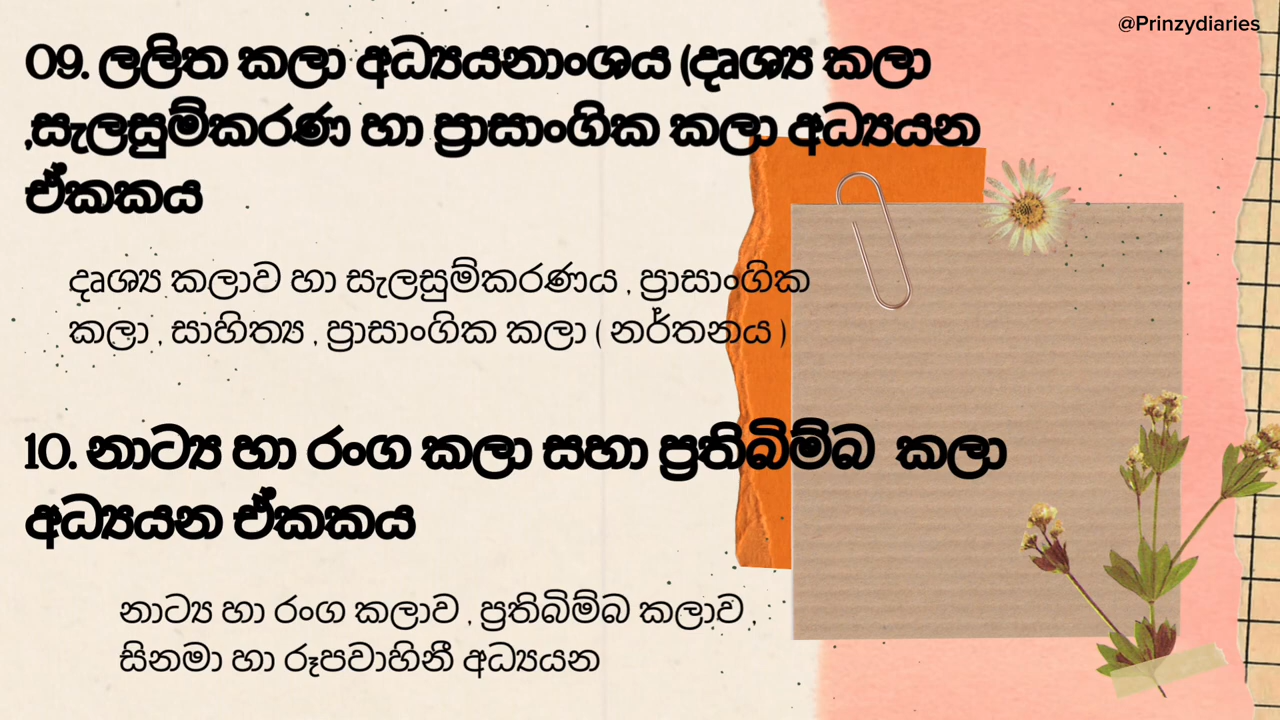 @Prinzydiaries
09. ලලිත කලා අධ්‍යයනාංශය (දෘශ්‍ය කලා
,සැලසුම්කරණ හා ප්‍රාසාංගික කලා අධ්‍යයන
ඒකකය
දෘශ්‍ය කලාව හා සැලසුම්කරණය , ප්‍රාසාංගික
කලා , සාහිත්‍ය , ප්‍රාසාංගික කලා ( නර්තනය )
10. නාට්‍ය හා රංග කලා සහා ප්‍රතිබිම්බ කලා
අධ්‍යයන ඒකකය
නාට්‍ය හා රංග කලාව , ප්‍රතිබිම්බ කලාව ,
සිනමා හා රූපවාහිනී අධ්‍යයන